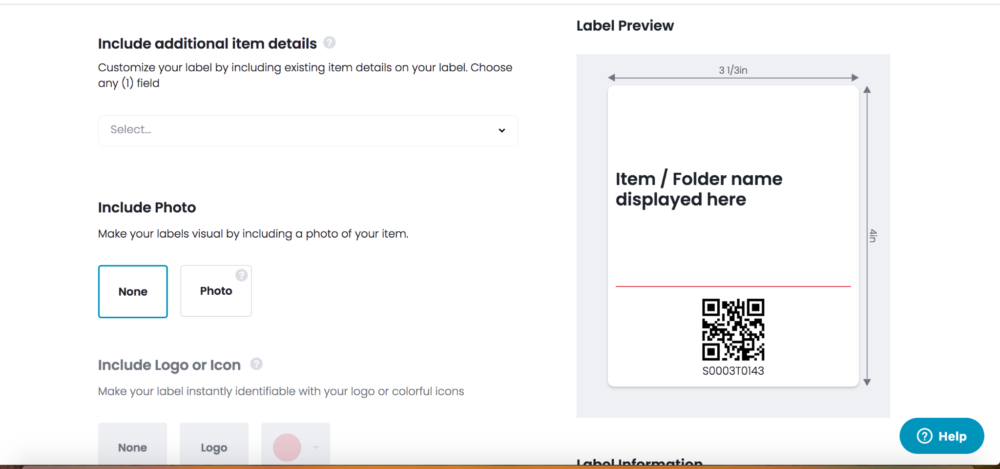 Include additional item details ?
Customize your label by including existing item details on your label. Choose
any (1) field
Select...
Include Photo
Make your labels visual by including a photo of your item.
None
Photo ?
Include Logo or Icon ?
Make your label instantly identifiable with your logo or colorful icons
None
Logo
Label Preview
3 1/3in
4in
Item / Folder name
displayed here
S0003T0143
Label Information
? Help